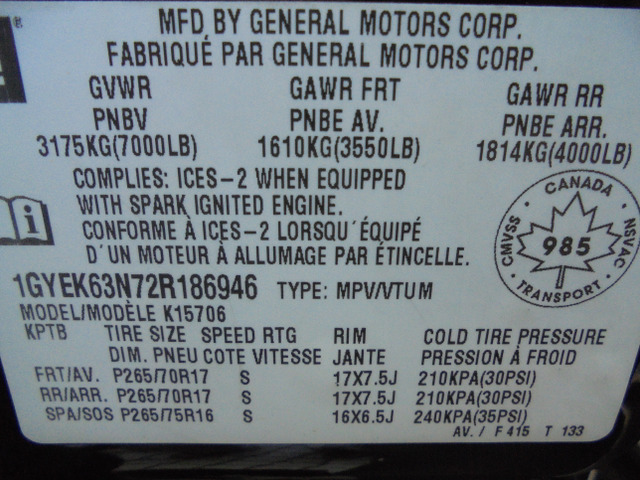 ®
MFD. BY GENERAL MOTORS CORP.
FABRIQUÉ PAR GENERAL MOTORS CORP.
GVWR GAWR FRT GAWR RR
PNBV PNBE AV. PNBE ARR.
3175KG(7000LB) 1610KG(3550LB) 1814KG(4000LB)
COMPLIES: ICES-2 WHEN EQUIPPED
WITH SPARK IGNITED ENGINE.
CONFORME À ICES-2 LORSQU'ÉQUIPÉ
D'UN MOTEUR À ALLUMAGE PAR ÉTINCELLE.
CANADA
CMVSS 985 NSVAC
TRANSPORT
1GYEK63N72R186946 TYPE: MPV/VTUM
MODEL/MODÈLE K15706
KPTB TIRE SIZE SPEED RTG RIM COLD TIRE PRESSURE
DIM. PNEU COTE VITESSE JANTE PRESSION À FROID
FRT/AV. P265/70R17 S 17X7.5J 210KPA(30PSI)
RR/ARR. P265/70R17 S 17X7.5J 210KPA(30PSI)
SPA/SOS P265/75R16 S 16X6.5J 240KPA(35PSI)
AV. / F 415 T 133